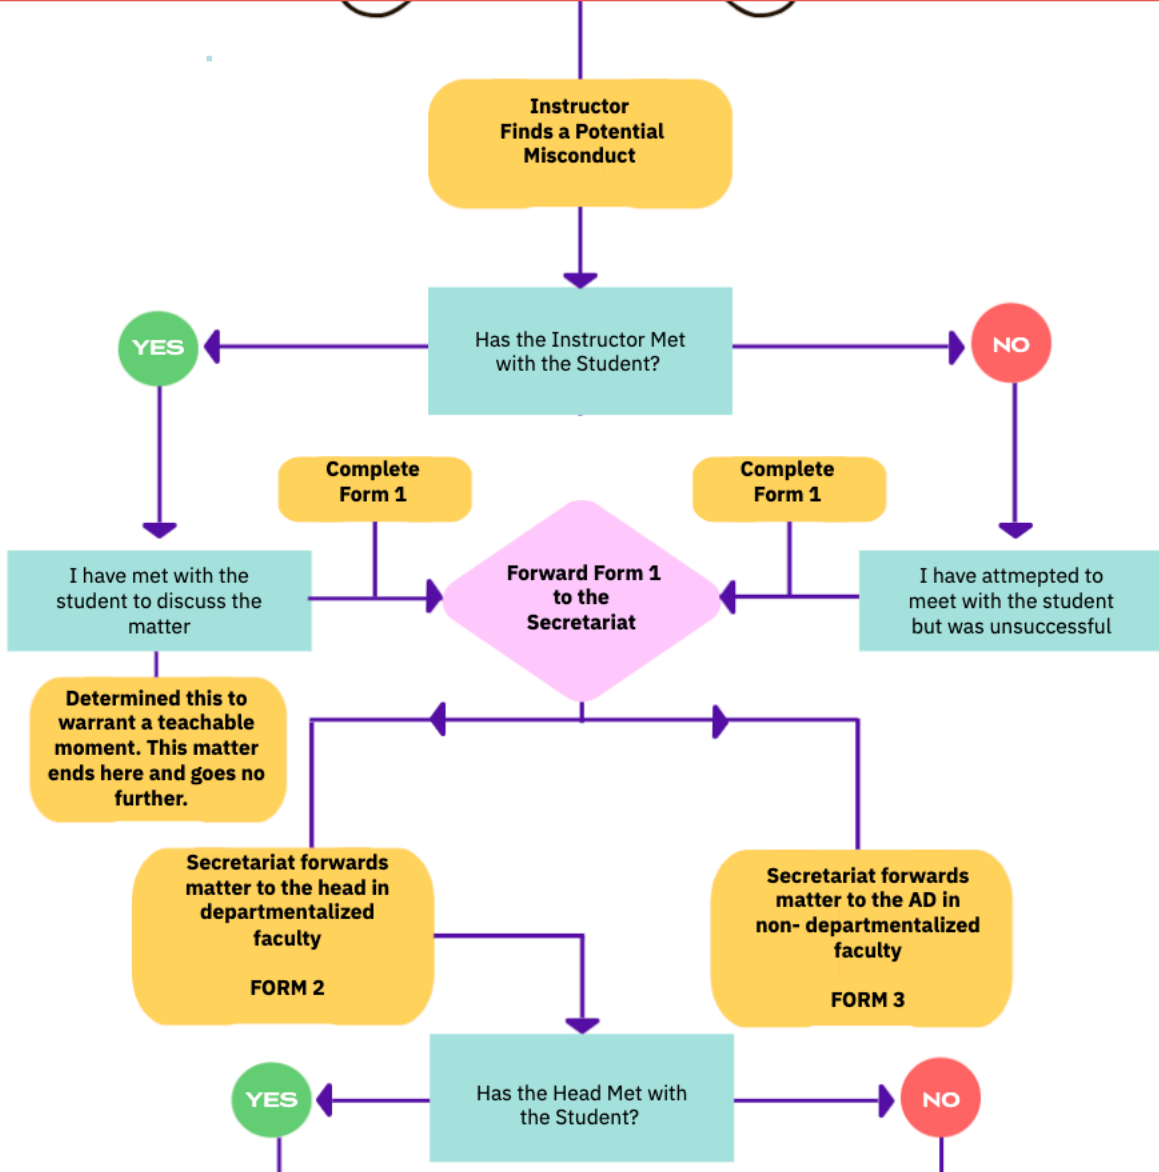 Instructor
Finds a Potential
Misconduct
Has the Instructor Met
with the Student?
YES
NO
Complete
Form 1
Complete
Form 1
I have met with the
student to discuss the
matter
Forward Form 1
to the
Secretariat
I have attmepted to
meet with the student
but was unsuccessful
Determined this to
warrant a teachable
moment. This matter
ends here and goes no
further.
Secretariat forwards
matter to the head in
departmentalized
faculty
FORM 2
Secretariat forwards
matter to the AD in
non- departmentalized
faculty
FORM 3
Has the Head Met with
the Student?
YES
NO